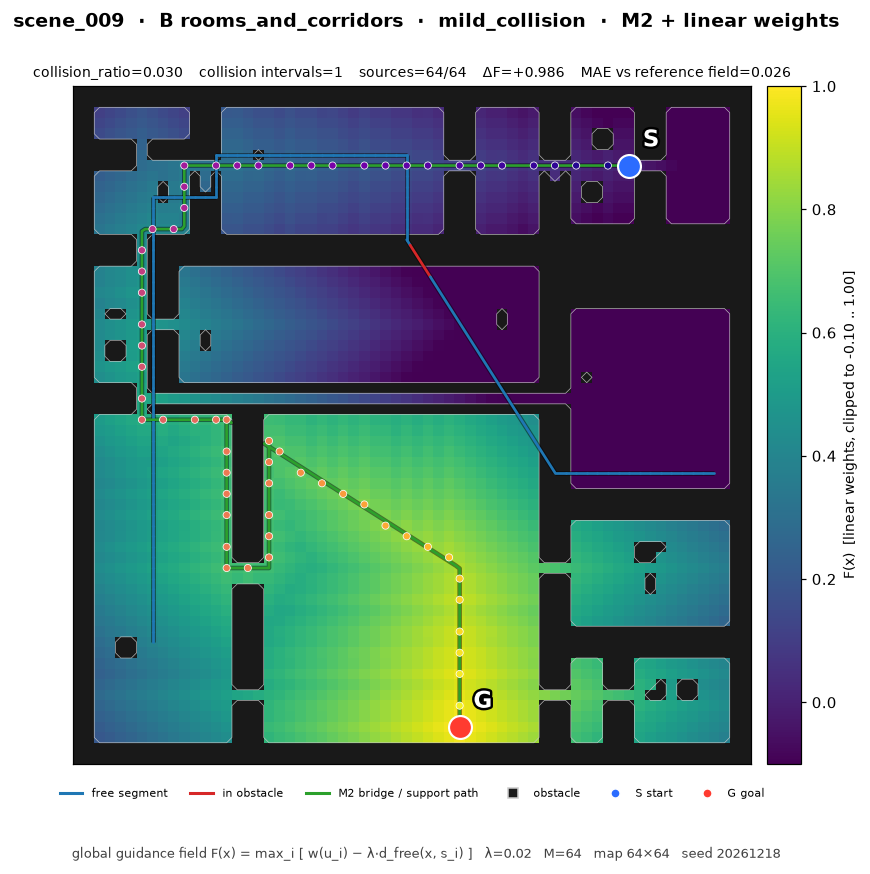 scene_009 · B rooms_and_corridors · mild_collision · M2 + linear weights
collision_ratio=0.030 collision intervals=1 sources=64/64 ΔF=+0.986 MAE vs reference field=0.026
S
G
1.0
0.8
0.6
0.4
0.2
0.0
F(x) [linear weights, clipped to -0.10 .. 1.00]
free segment
in obstacle
M2 bridge / support path
obstacle
S start
G goal
global guidance field F(x) = max_i [ w(u_i) − λ·d_free(x, s_i) ] λ=0.02 M=64 map 64×64 seed 20261218